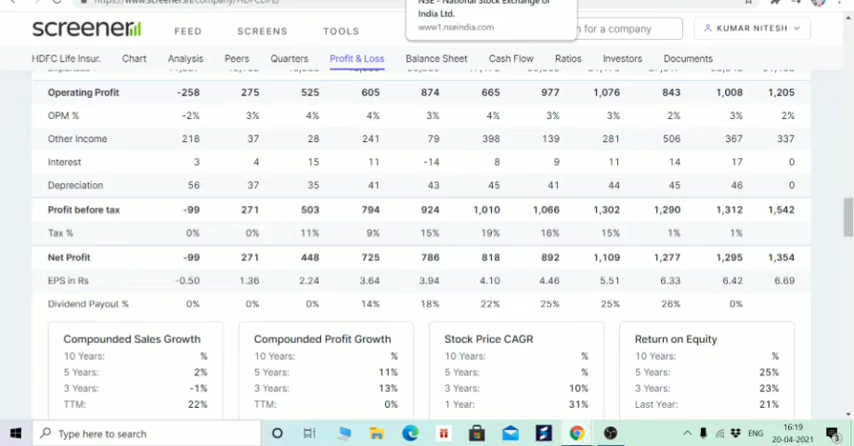 NSE - National Stock Exchange of
India Ltd.
www1.nseindia.com
screener
FEED
SCREENS
TOOLS
h for a company
KUMAR NITESH
HDFC Life Insur. Chart Analysis Peers Quarters Profit & Loss Balance Sheet Cash Flow Ratios Investors Documents
Operating Profit -258 275 525 605 874 665 977 1,076 843 1,008 1,205
OPM % -2% 3% 4% 4% 3% 4% 3% 3% 2% 3% 2%
Other Income 218 37 28 241 79 398 139 281 506 367 337
Interest 3 4 15 11 -14 8 9 11 14 17 0
Depreciation 56 37 35 41 43 45 41 44 45 46 0
Profit before tax -99 271 503 794 924 1,010 1,066 1,302 1,290 1,312 1,542
Tax % 0% 0% 11% 9% 15% 19% 16% 15% 1% 1%
Net Profit -99 271 448 725 786 818 892 1,109 1,277 1,295 1,354
EPS in Rs -0.50 1.36 2.24 3.64 3.94 4.10 4.46 5.51 6.33 6.42 6.69
Dividend Payout % 0% 0% 0% 14% 18% 22% 25% 25% 26% 0%
Compounded Sales Growth
10 Years: %
5 Years: 2%
3 Years: -1%
TTM: 22%
Compounded Profit Growth
10 Years: %
5 Years: 11%
3 Years: 13%
TTM: 0%
Stock Price CAGR
10 Years: %
5 Years: %
3 Years: 10%
1 Year: 31%
Return on Equity
10 Years: %
5 Years: 25%
3 Years: 23%
Last Year: 21%
Type here to search
ENG
16:19
20-04-2021